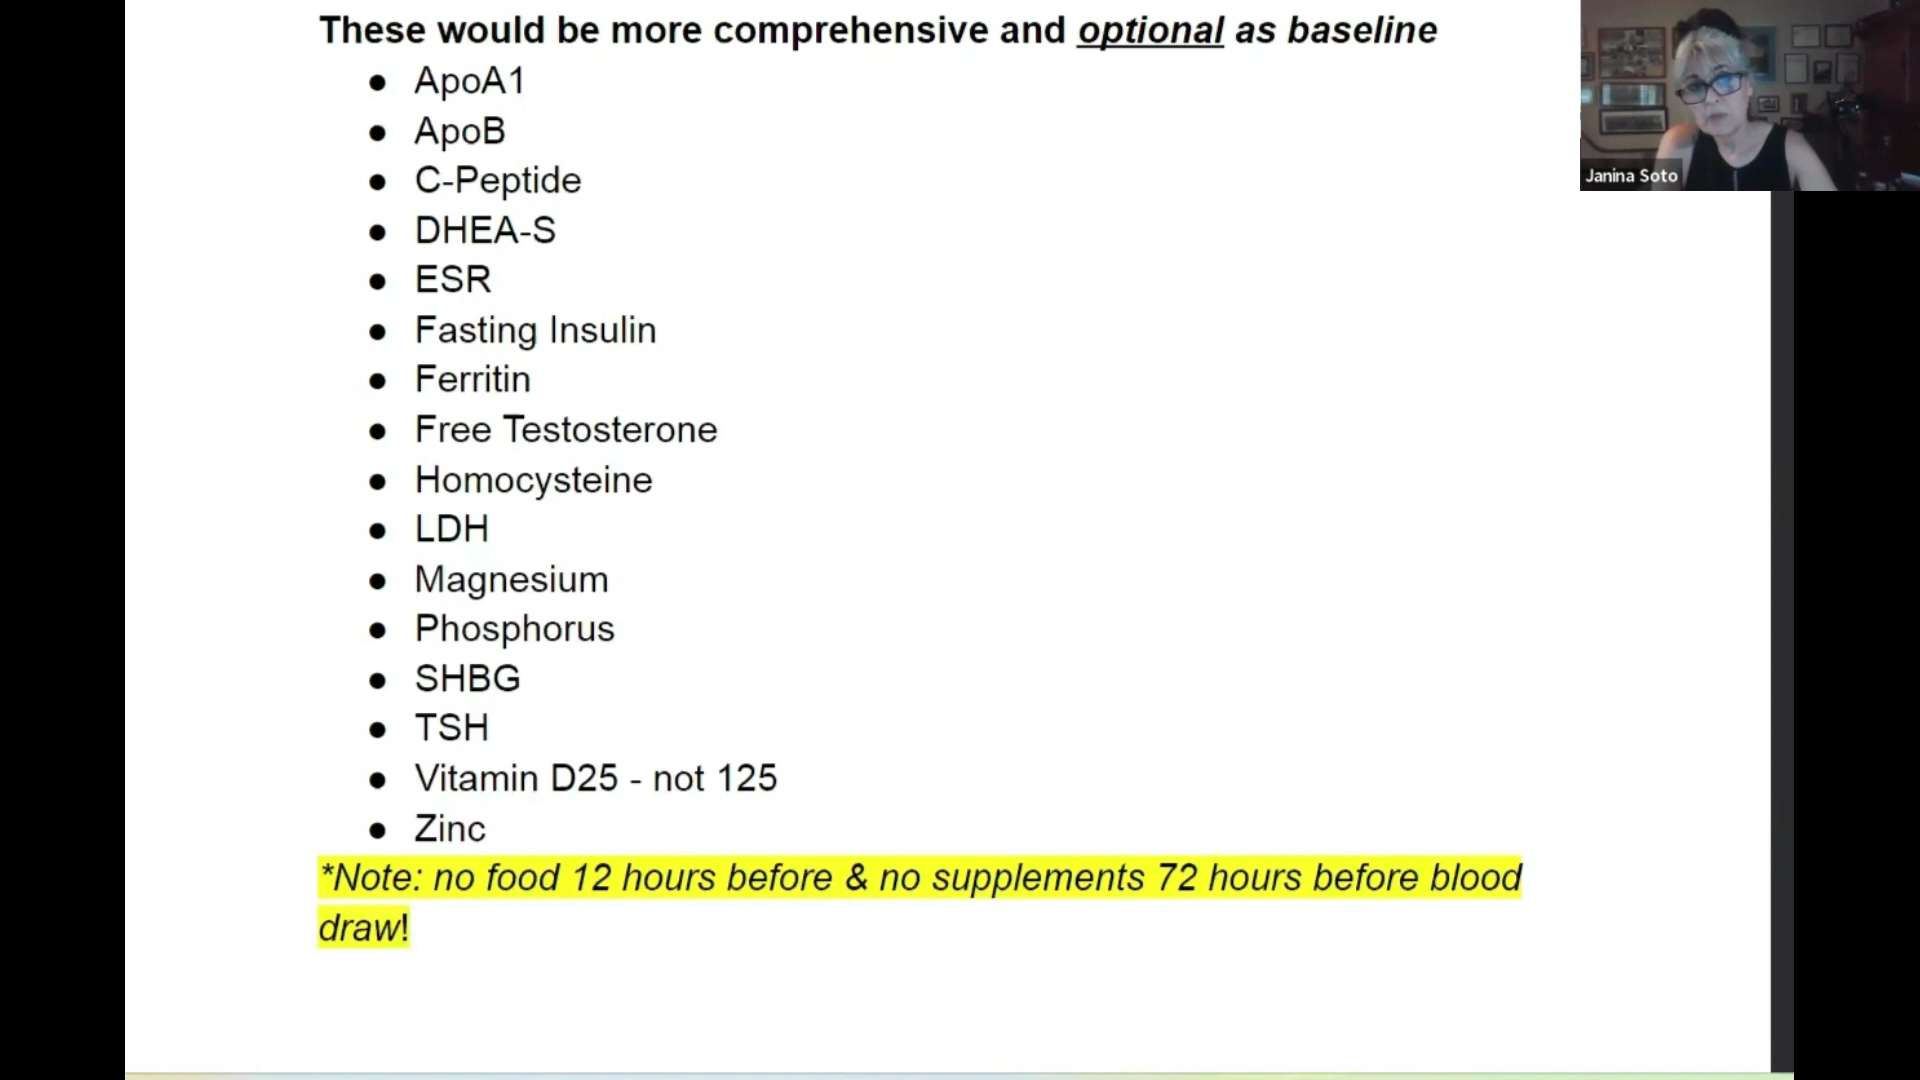 These would be more comprehensive and optional as baseline
● ApoA1
● ApoB
● C-Peptide
● DHEA-S
● ESR
● Fasting Insulin
● Ferritin
● Free Testosterone
● Homocysteine
● LDH
● Magnesium
● Phosphorus
● SHBG
● TSH
● Vitamin D25 - not 125
● Zinc
*Note: no food 12 hours before & no supplements 72 hours before blood
draw!
Janina Soto